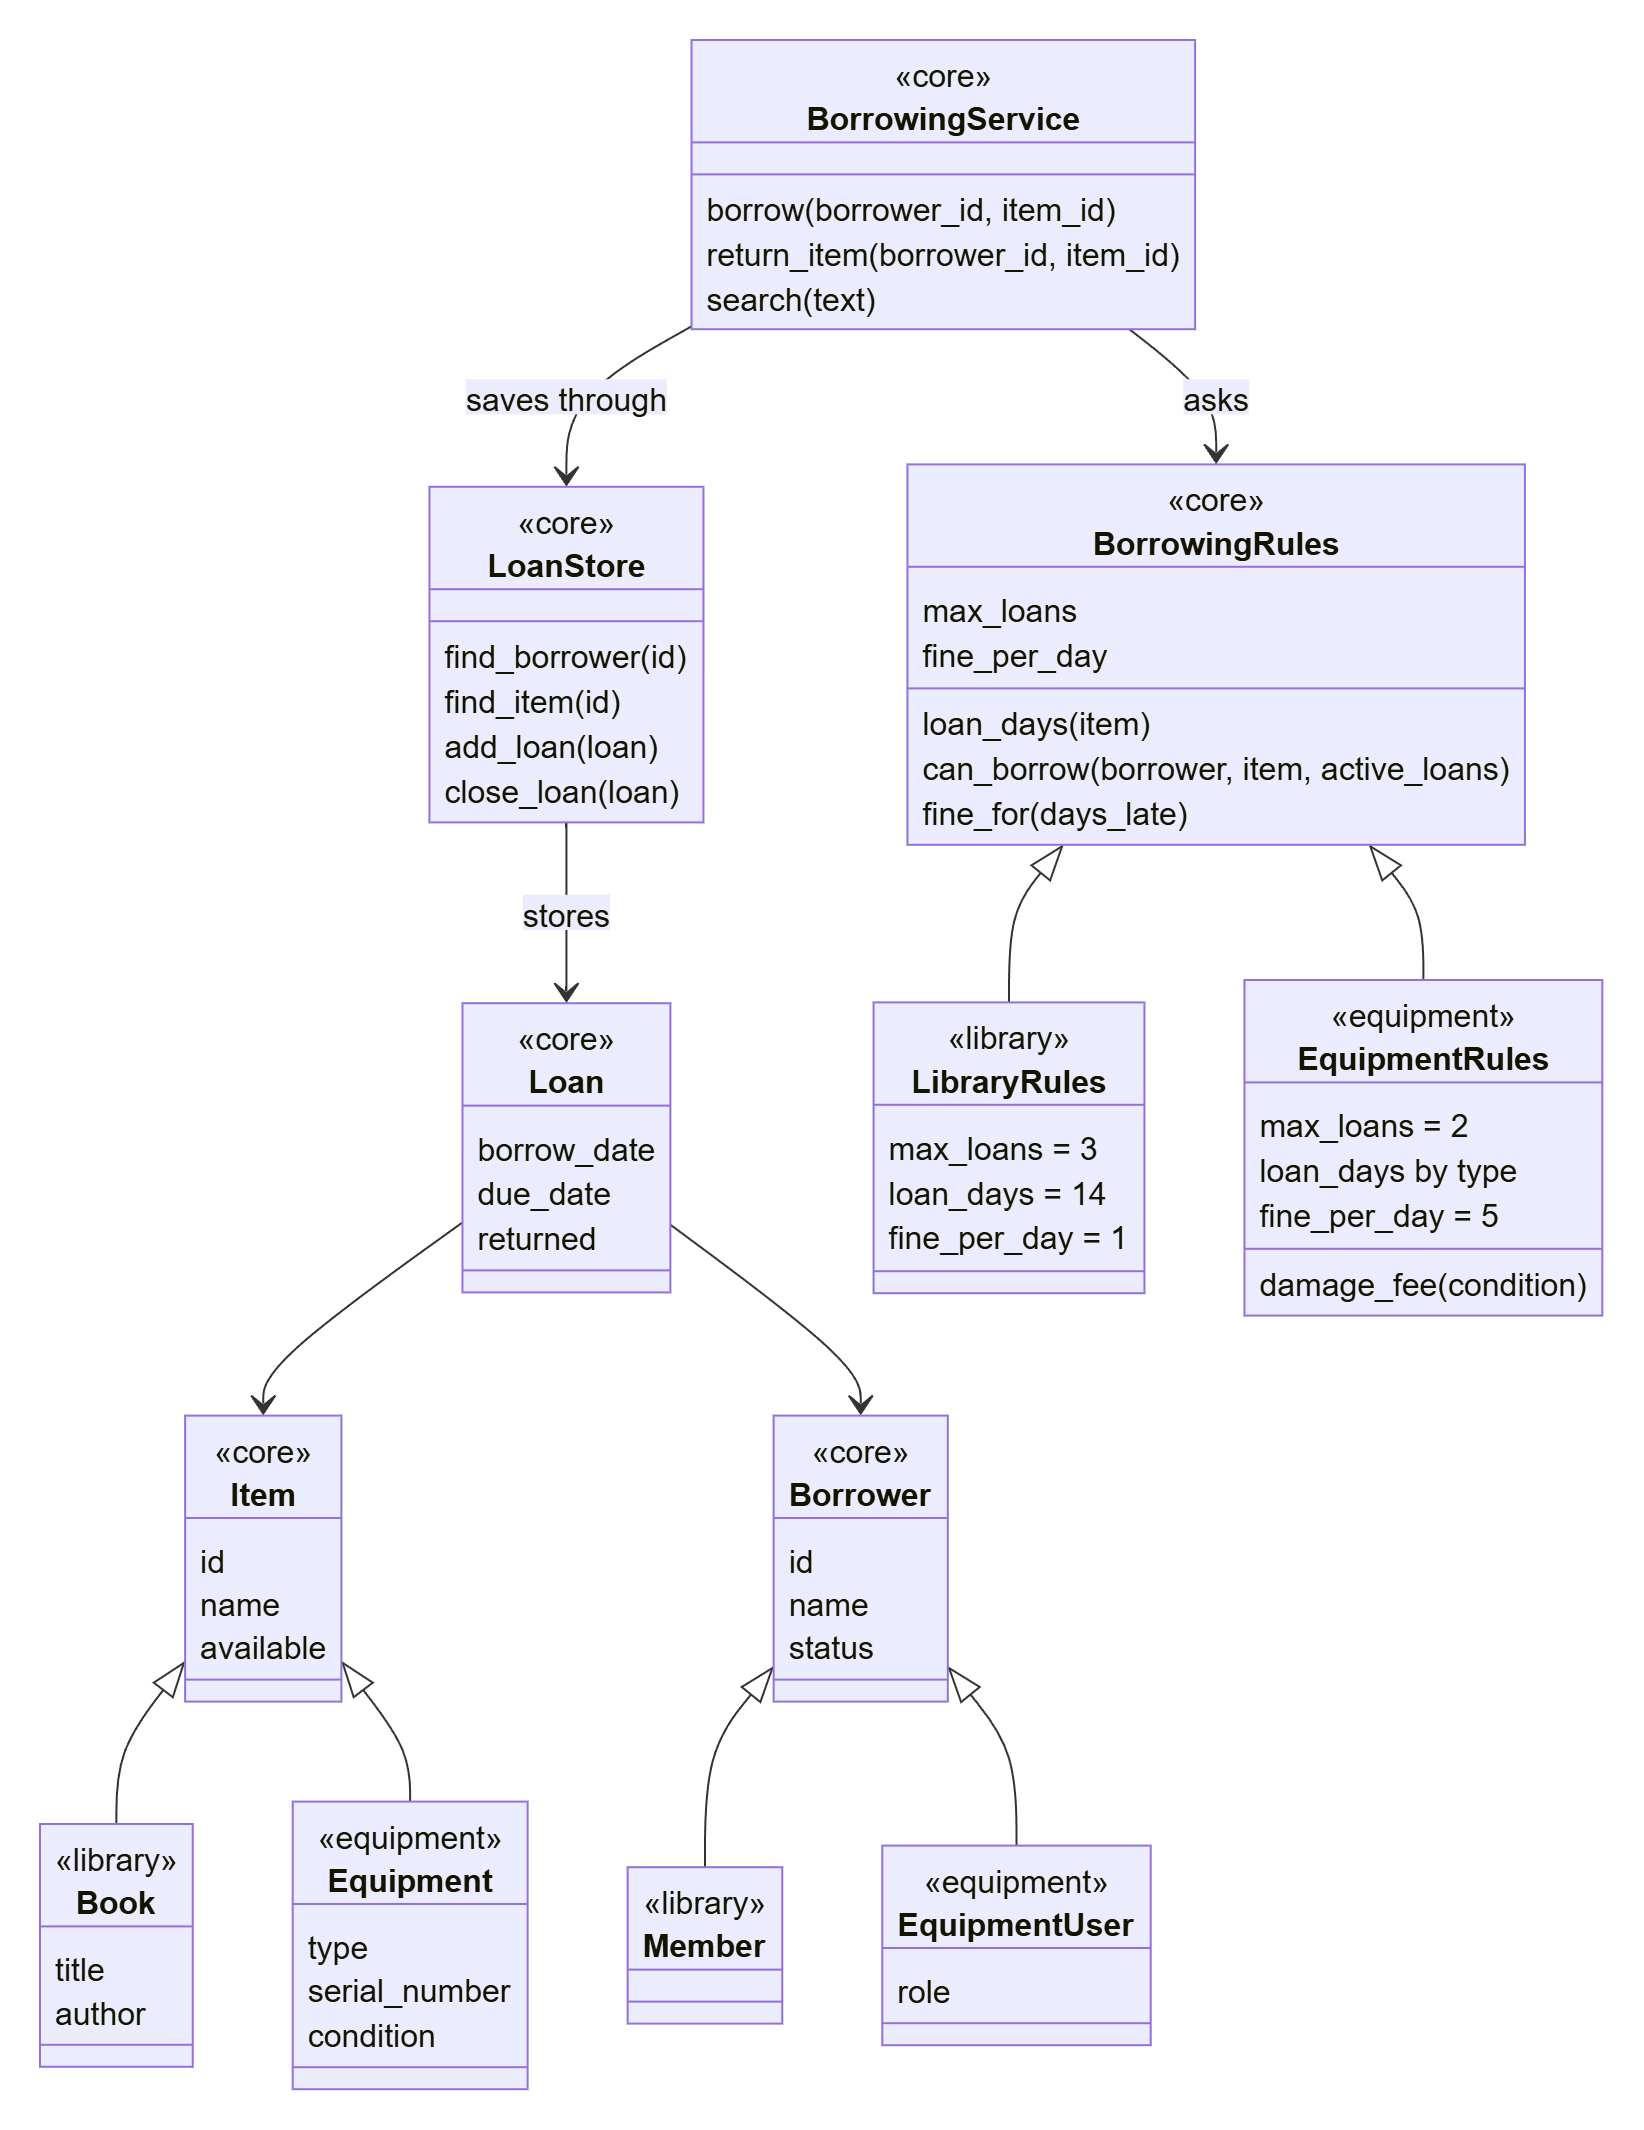 «core»
BorrowingService
borrow(borrower_id, item_id)
return_item(borrower_id, item_id)
search(text)
saves through
asks
«core»
LoanStore
find_borrower(id)
find_item(id)
add_loan(loan)
close_loan(loan)
«core»
BorrowingRules
max_loans
fine_per_day
loan_days(item)
can_borrow(borrower, item, active_loans)
fine_for(days_late)
stores
«core»
Loan
borrow_date
due_date
returned
«library»
LibraryRules
max_loans = 3
loan_days = 14
fine_per_day = 1
«equipment»
EquipmentRules
max_loans = 2
loan_days by type
fine_per_day = 5
damage_fee(condition)
«core»
Item
id
name
available
«core»
Borrower
id
name
status
«library»
Book
title
author
«equipment»
Equipment
type
serial_number
condition
«library»
Member
«equipment»
EquipmentUser
role